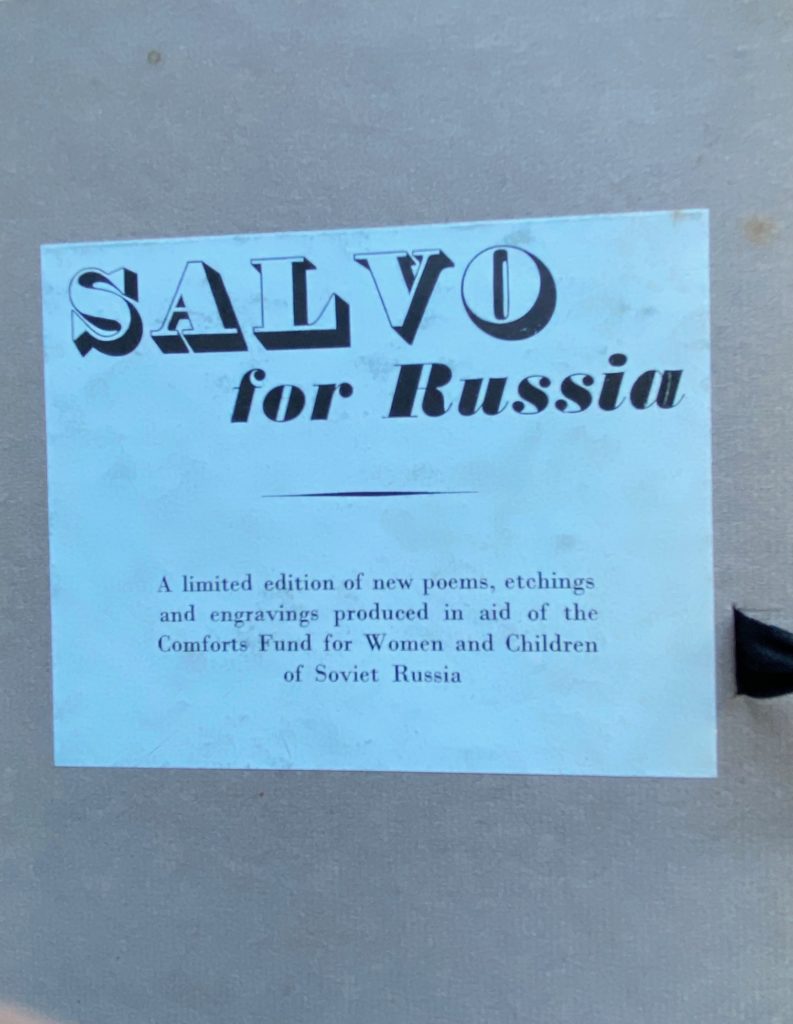 SALVO
for Russia
A limited edition of new poems, etchings
and engravings produced in aid of the
Comforts Fund for Women and Children
of Soviet Russia